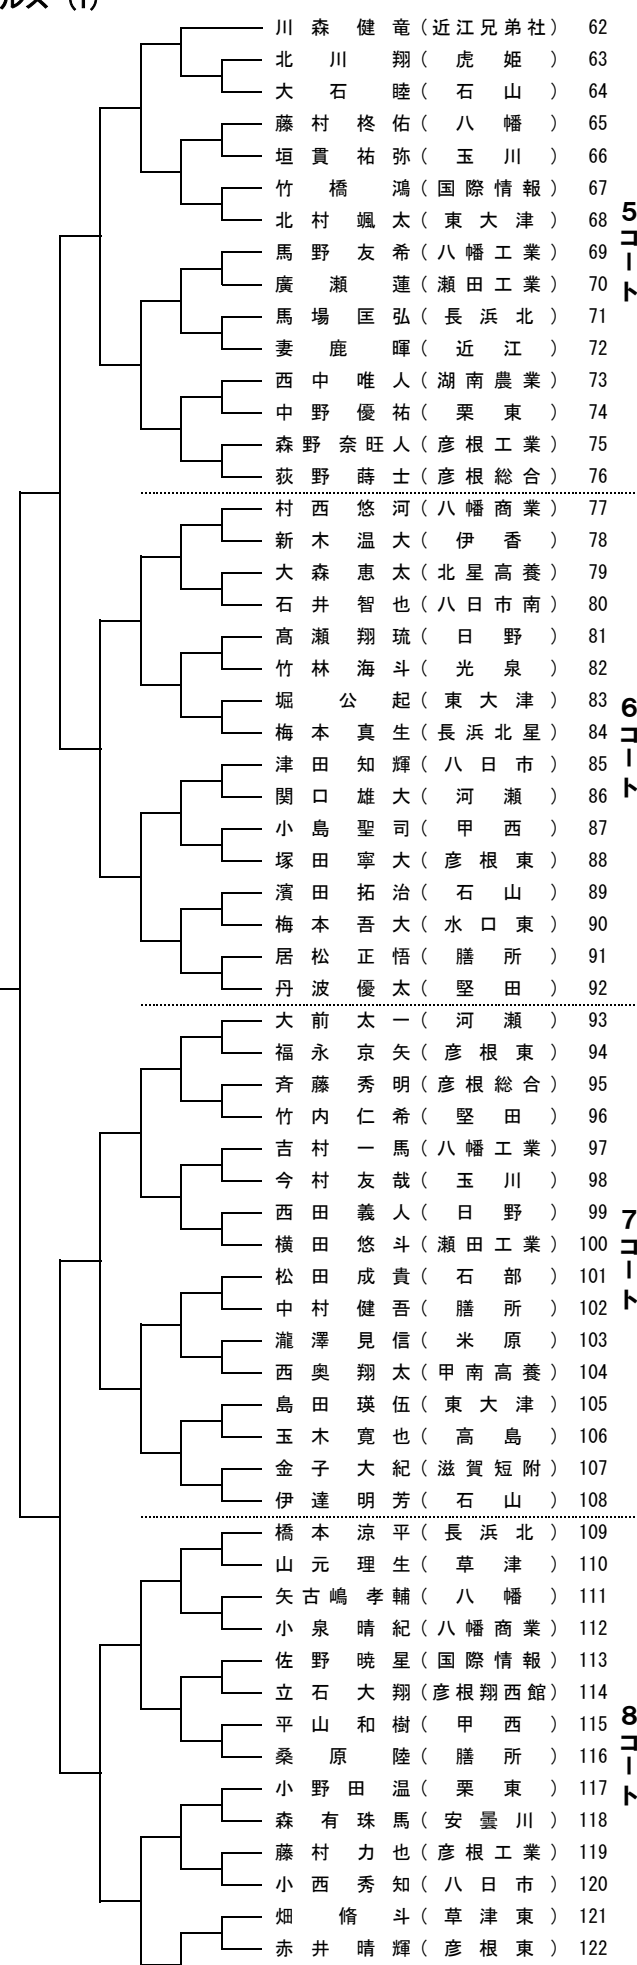 ルス (1)
川森健竜(近江兄弟社) 62
北川翔(虎姫) 63
大石睦(石山) 64
藤村柊佑(八幡) 65
垣貫祐弥(玉川) 66
竹橋鴻(国際情報) 67
北村颯太(東大津) 68
馬野友希(八幡工業) 69
廣瀬蓮(瀬田工業) 70
馬場匡弘(長浜北) 71
妻鹿暉(近江) 72
西中唯人(湖南農業) 73
中野優祐(栗東) 74
森野奈旺人(彦根工業) 75
荻野蒔士(彦根総合) 76
5コート
村西悠河(八幡商業) 77
新木温大(伊香) 78
大森恵太(北星高養) 79
石井智也(八日市南) 80
髙瀬翔琉(日野) 81
竹林海斗(光泉) 82
堀公起(東大津) 83
梅本真生(長浜北星) 84
津田知輝(八日市) 85
関口雄大(河瀬) 86
小島聖司(甲西) 87
塚田寧大(彦根東) 88
濱田拓治(石山) 89
梅本吾大(水口東) 90
居松正悟(膳所) 91
丹波優太(堅田) 92
6コート
大前太一(河瀬) 93
福永京矢(彦根東) 94
斉藤秀明(彦根総合) 95
竹内仁希(堅田) 96
吉村一馬(八幡工業) 97
今村友哉(玉川) 98
西田義人(日野) 99
横田悠斗(瀬田工業) 100
松田成貴(石部) 101
中村健吾(膳所) 102
瀧澤見信(米原) 103
西奥翔太(甲南高養) 104
島田瑛伍(東大津) 105
玉木寛也(高島) 106
金子大紀(滋賀短附) 107
伊達明芳(石山) 108
7コート
橋本涼平(長浜北) 109
山元理生(草津) 110
矢古嶋孝輔(八幡) 111
小泉晴紀(八幡商業) 112
佐野暁星(国際情報) 113
立石大翔(彦根翔西館) 114
平山和樹(甲西) 115
桑原陸(膳所) 116
小野田温(栗東) 117
森有珠馬(安曇川) 118
藤村力也(彦根工業) 119
小西秀知(八日市) 120
畑脩斗(草津東) 121
赤井晴輝(彦根東) 122
8コート